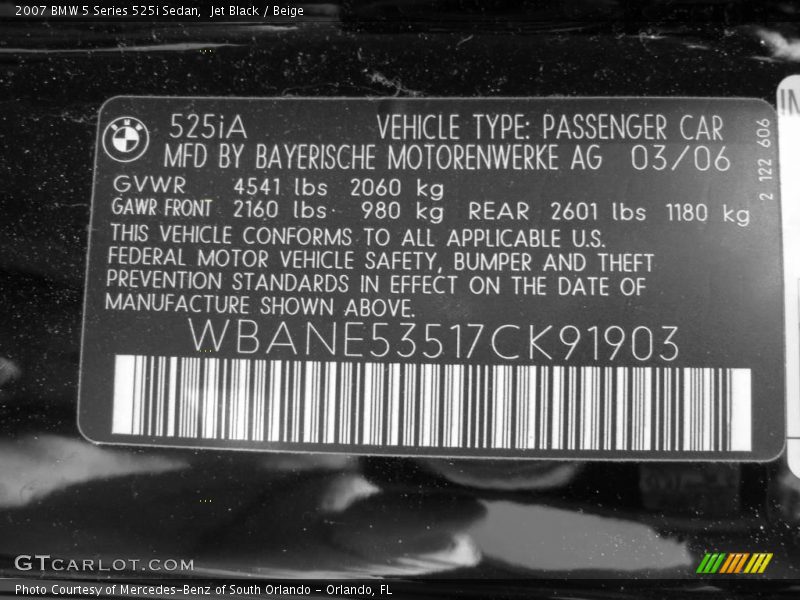 2007 BMW 5 Series 525i Sedan, Jet Black / Beige
525iA VEHICLE TYPE: PASSENGER CAR
MFD BY BAYERISCHE MOTORENWERKE AG 03/06
2 122 606
GVWR 4541 lbs 2060 kg
GAWR FRONT 2160 lbs 980 kg REAR 2601 lbs 1180 kg
THIS VEHICLE CONFORMS TO ALL APPLICABLE U.S.
FEDERAL MOTOR VEHICLE SAFETY, BUMPER AND THEFT
PREVENTION STANDARDS IN EFFECT ON THE DATE OF
MANUFACTURE SHOWN ABOVE.
WBANE53517CK91903
GTCARLOT.COM
Photo Courtesy of Mercedes-Benz of South Orlando - Orlando, FL